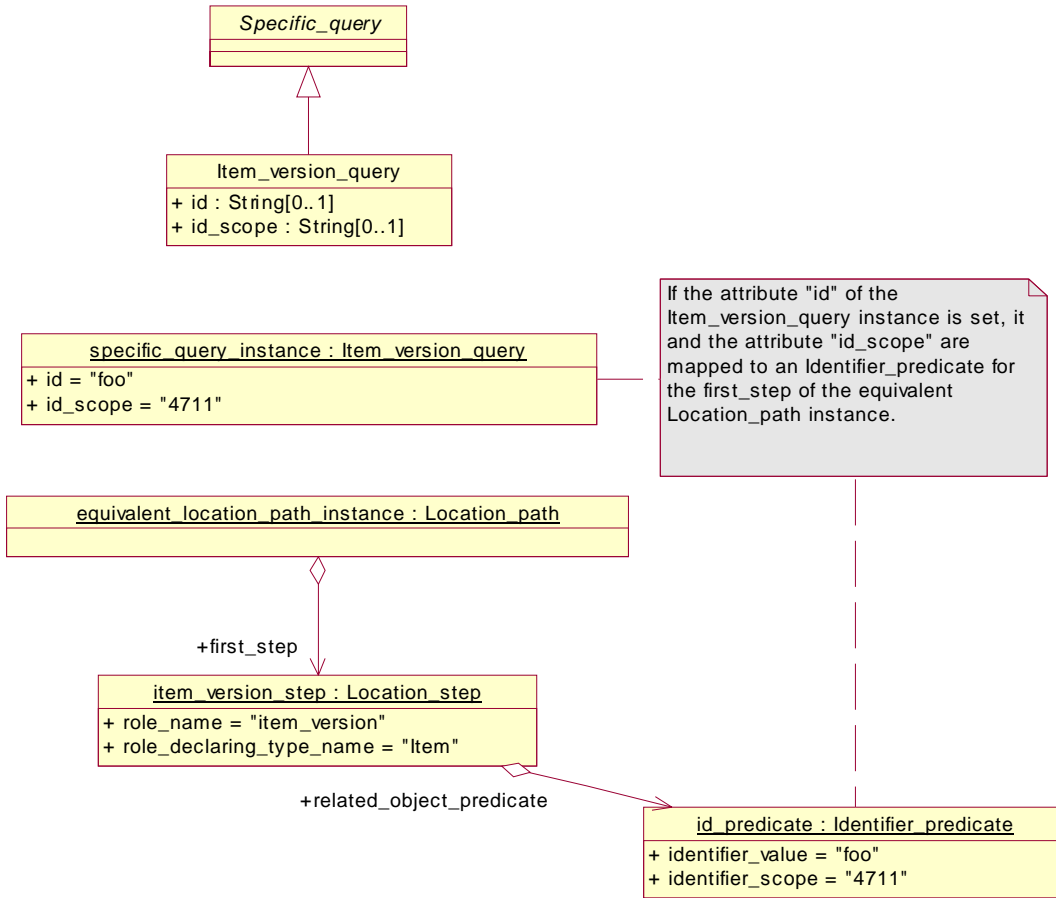 Specific_query
Item_version_query
+ id : String[0..1]
+ id_scope : String[0..1]
If the attribute "id" of the
Item_version_query instance is set, it
and the attribute "id_scope" are
mapped to an Identifier_predicate for
the first_step of the equivalent
Location_path instance.
specific_query_instance : Item_version_query
+ id = "foo"
+ id_scope = "4711"
equivalent_location_path_instance : Location_path
+first_step
item_version_step : Location_step
+ role_name = "item_version"
+ role_declaring_type_name = "Item"
+related_object_predicate
id_predicate : Identifier_predicate
+ identifier_value = "foo"
+ identifier_scope = "4711"